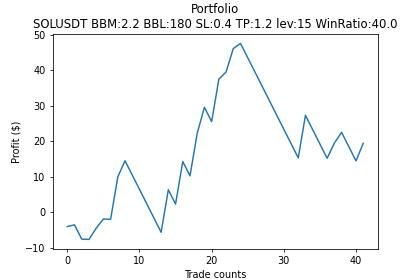 Portfolio
SOLUSDT BBM:2.2 BBL:180 SL:0.4 TP:1.2 lev:15 WinRatio:40.0
50
40
30
20
10
0
−10
Profit ($)
0 10 20 30 40
Trade counts